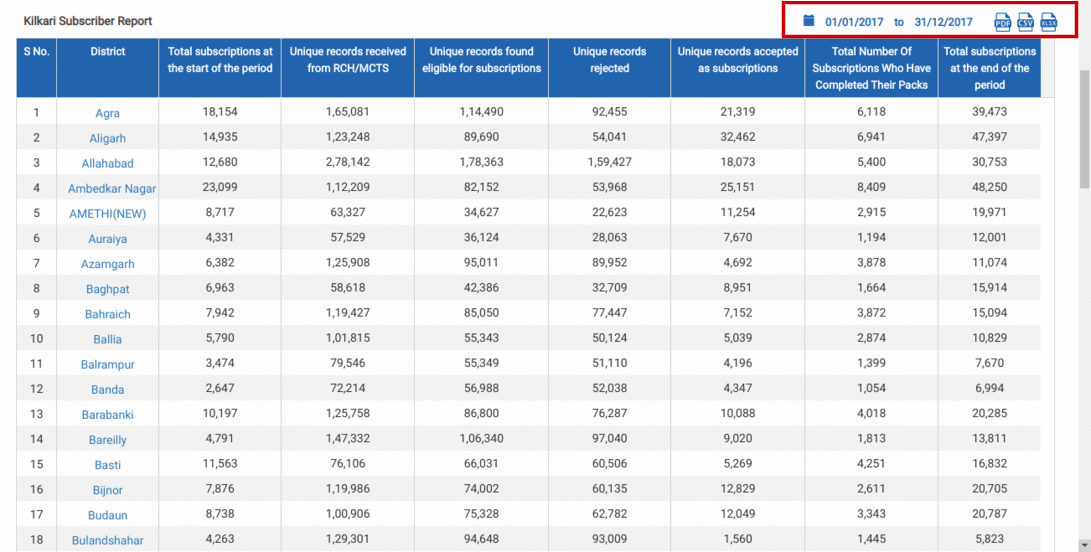 Kilkari Subscriber Report
01/01/2017 to 31/12/2017 PDF CSV XLSX
S No. District Total subscriptions at the start of the period Unique records received from RCH/MCTS Unique records found eligible for subscriptions Unique records rejected Unique records accepted as subscriptions Total Number Of Subscriptions Who Have Completed Their Packs Total subscriptions at the end of the period
1 Agra 18,154 1,65,081 1,14,490 92,455 21,319 6,118 39,473
2 Aligarh 14,935 1,23,248 89,690 54,041 32,462 6,941 47,397
3 Allahabad 12,680 2,78,142 1,78,363 1,59,427 18,073 5,400 30,753
4 Ambedkar Nagar 23,099 1,12,209 82,152 53,968 25,151 8,409 48,250
5 AMETHI(NEW) 8,717 63,327 34,627 22,623 11,254 2,915 19,971
6 Auraiya 4,331 57,529 36,124 28,063 7,670 1,194 12,001
7 Azamgarh 6,382 1,25,908 95,011 89,952 4,692 3,878 11,074
8 Baghpat 6,963 58,618 42,386 32,709 8,951 1,664 15,914
9 Bahraich 7,942 1,19,427 85,050 77,447 7,152 3,872 15,094
10 Ballia 5,790 1,01,815 55,343 50,124 5,039 2,874 10,829
11 Balrampur 3,474 79,546 55,349 51,110 4,196 1,399 7,670
12 Banda 2,647 72,214 56,988 52,038 4,347 1,054 6,994
13 Barabanki 10,197 1,25,758 86,800 76,287 10,088 4,018 20,285
14 Bareilly 4,791 1,47,332 1,06,340 97,040 9,020 1,813 13,811
15 Basti 11,563 76,106 66,031 60,506 5,269 4,251 16,832
16 Bijnor 7,876 1,19,986 74,002 60,135 12,829 2,611 20,705
17 Budaun 8,738 1,00,906 75,328 62,782 12,049 3,343 20,787
18 Bulandshahar 4,263 1,29,301 94,648 93,009 1,560 1,445 5,823